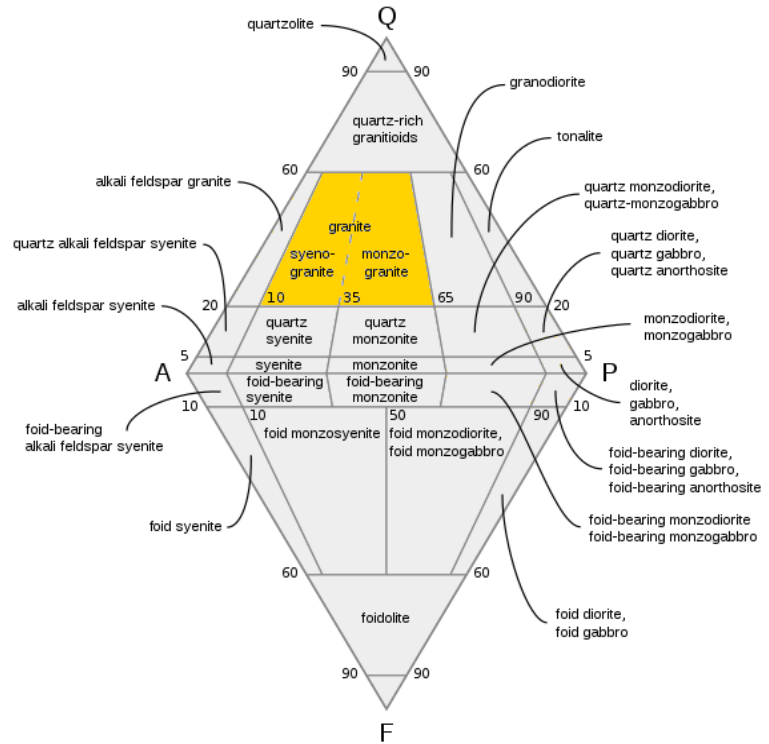 Q
quartzolite
90
90
granodiorite
quartz-rich
granitioids
tonalite
60
60
alkali feldspar granite
quartz monzodiorite,
quartz-monzogabbro
granite
quartz alkali feldspar syenite
syeno-
granite
monzo-
granite
quartz diorite,
quartz gabbro,
quartz anorthosite
alkali feldspar syenite
20
10
35
65
90
20
quartz
syenite
quartz
monzonite
monzodiorite,
monzogabbro
5
5
syenite
monzonite
A
P
foid-bearing
syenite
foid-bearing
monzonite
diorite,
gabbro,
anorthosite
10
10
50
90
10
foid-bearing
alkali feldspar syenite
foid monzosyenite
foid monzodiorite,
foid monzogabbro
foid-bearing diorite,
foid-bearing gabbro,
foid-bearing anorthosite
foid syenite
foid-bearing monzodiorite
foid-bearing monzogabbro
60
60
foidolite
foid diorite,
foid gabbro
90
90
F